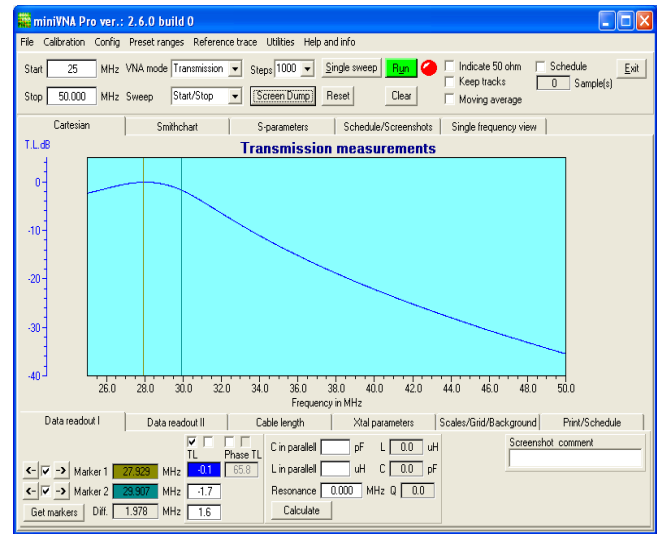 miniVNA Pro ver.: 2.6.0 build 0
File Calibration Config Preset ranges Reference trace Utilities Help and info
Start 25 MHz VNA mode Transmission Steps 1000 Single sweep Run Indicate 50 ohm Schedule Exit
Keep tracks 0 Sample(s)
Stop 50.000 MHz Sweep Start/Stop Screen Dump Reset Clear Moving average
Cartesian Smithchart S-parameters Schedule/Screenshots Single frequency view
T.L.dB Transmission measurements
0
-10
-20
-30
-40
26.0 28.0 30.0 32.0 34.0 36.0 38.0 40.0 42.0 44.0 46.0 48.0 50.0
Frequency in MHz
Data readout I Data readout II Cable length Xtal parameters Scales/Grid/Background Print/Schedule
TL Phase TL C in parallell pF L 0.0 uH Screenshot comment
<- -> Marker 1 27.929 MHz -0.1 65.8 L in parallell uH C 0.0 pF
<- -> Marker 2 29.907 MHz -1.7 Resonance 0.000 MHz Q 0.0
Get markers Diff. 1.978 MHz 1.6 Calculate